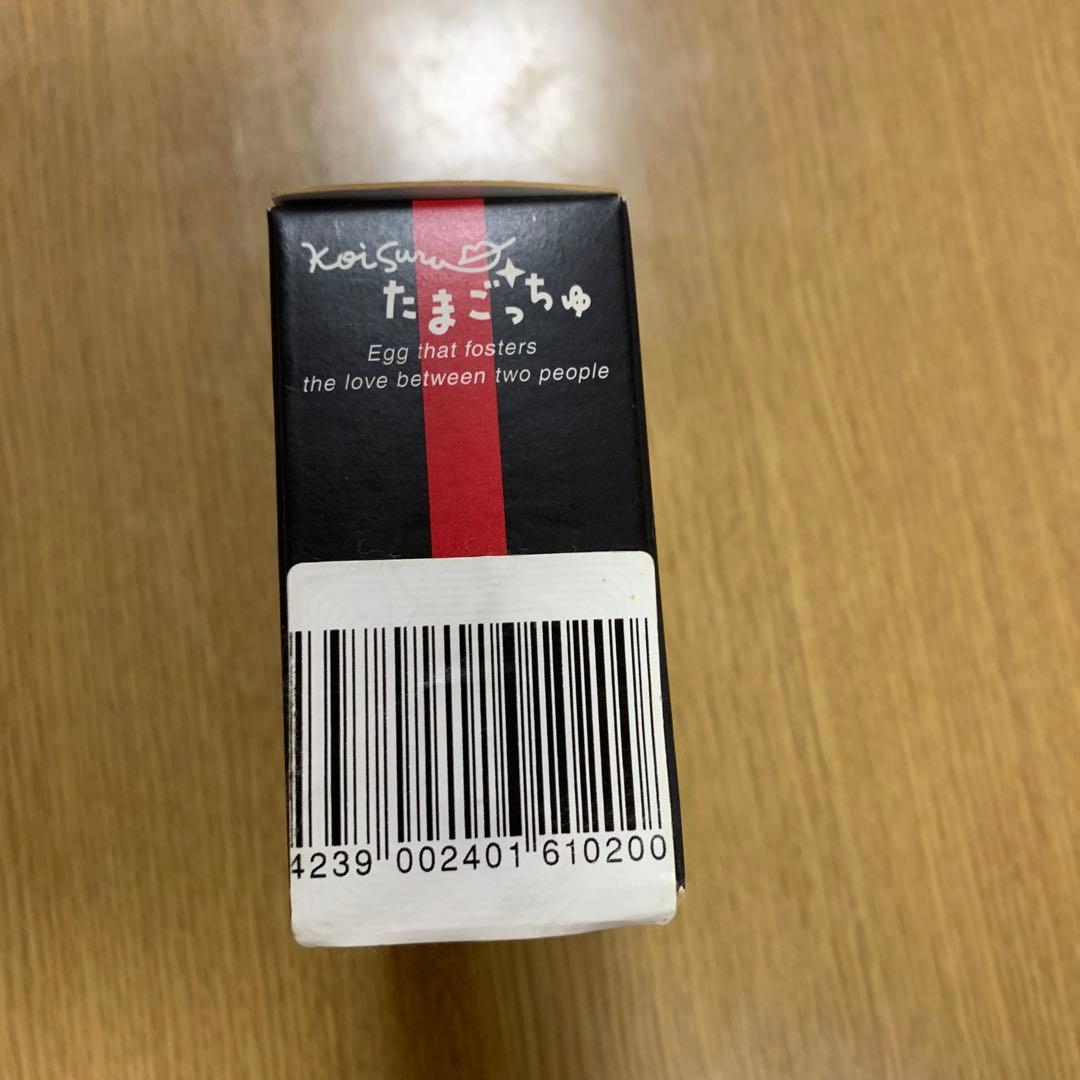 Koisuru
たまごっちゅ
Egg that fosters
the love between two people
4239 002401 610200